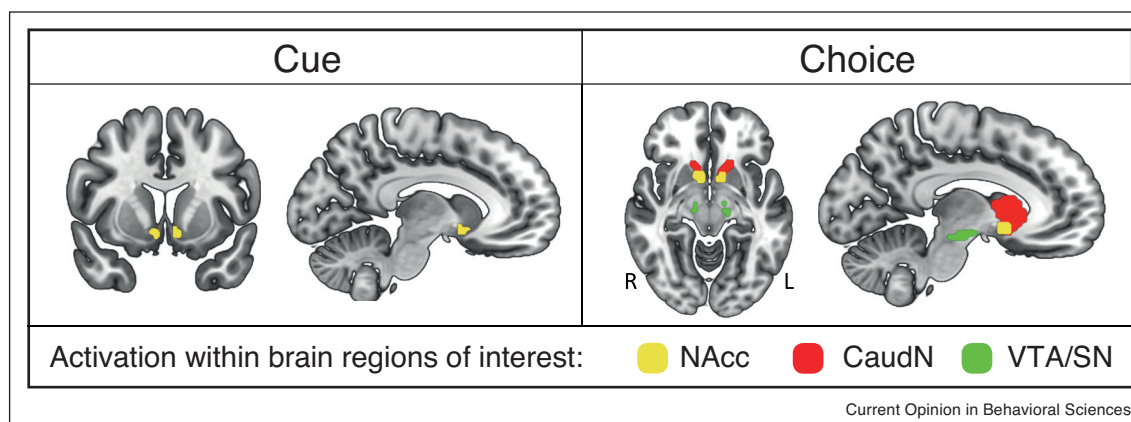 Cue
Choice
R
L
Activation within brain regions of interest:
NAcc
CaudN
VTA/SN
Current Opinion in Behavioral Sciences